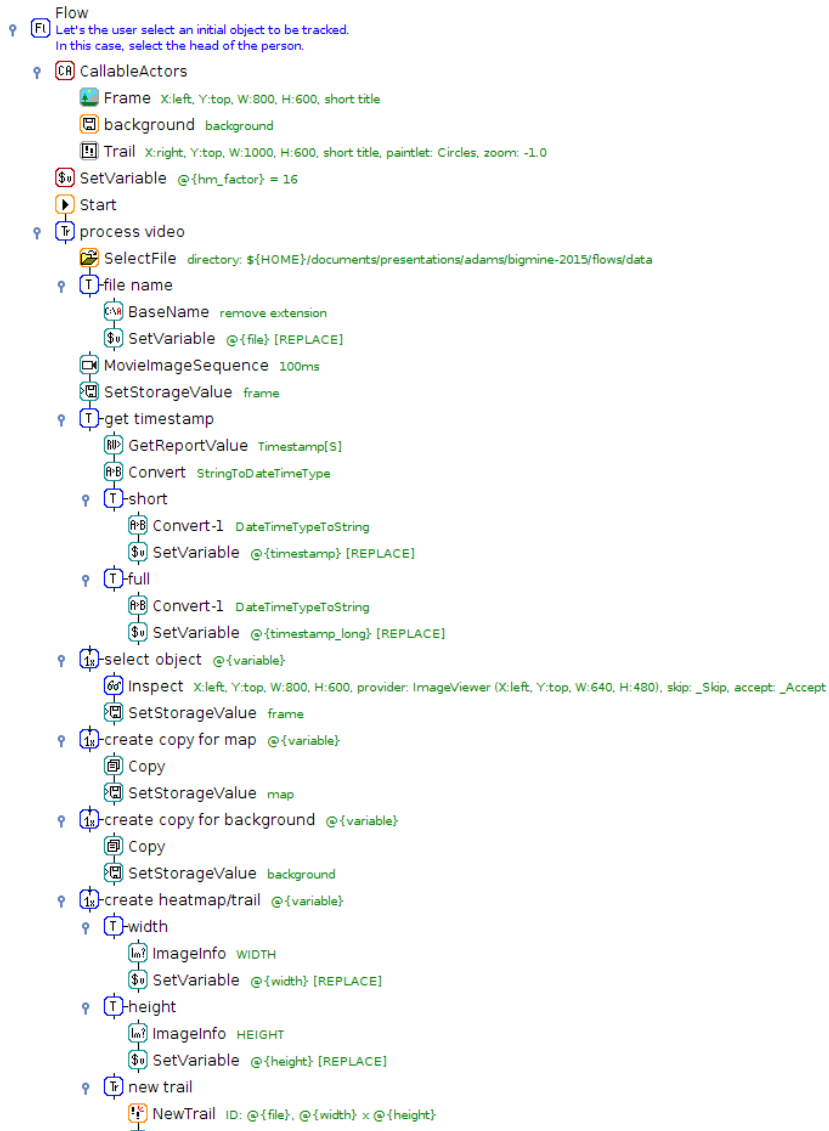 Flow
Let's the user select an initial object to be tracked.
In this case, select the head of the person.
CallableActors
Frame X:left, Y:top, W:800, H:600, short title
background background
Trail X:right, Y:top, W:1000, H:600, short title, paintlet: Circles, zoom: -1.0
SetVariable @{hm_factor} = 16
Start
process video
SelectFile directory: ${HOME}/documents/presentations/adams/bigmine-2015/flows/data
file name
BaseName remove extension
SetVariable @{file} [REPLACE]
MovieImageSequence 100ms
SetStorageValue frame
get timestamp
GetReportValue Timestamp[S]
Convert StringToDateTimeType
short
Convert-1 DateTimeTypeToString
SetVariable @{timestamp} [REPLACE]
full
Convert-1 DateTimeTypeToString
SetVariable @{timestamp_long} [REPLACE]
select object @{variable}
Inspect X:left, Y:top, W:800, H:600, provider: ImageViewer (X:left, Y:top, W:640, H:480), skip: _Skip, accept: _Accept
SetStorageValue frame
create copy for map @{variable}
Copy
SetStorageValue map
create copy for background @{variable}
Copy
SetStorageValue background
create heatmap/trail @{variable}
width
ImageInfo WIDTH
SetVariable @{width} [REPLACE]
height
ImageInfo HEIGHT
SetVariable @{height} [REPLACE]
new trail
NewTrail ID: @{file}, @{width} x @{height}